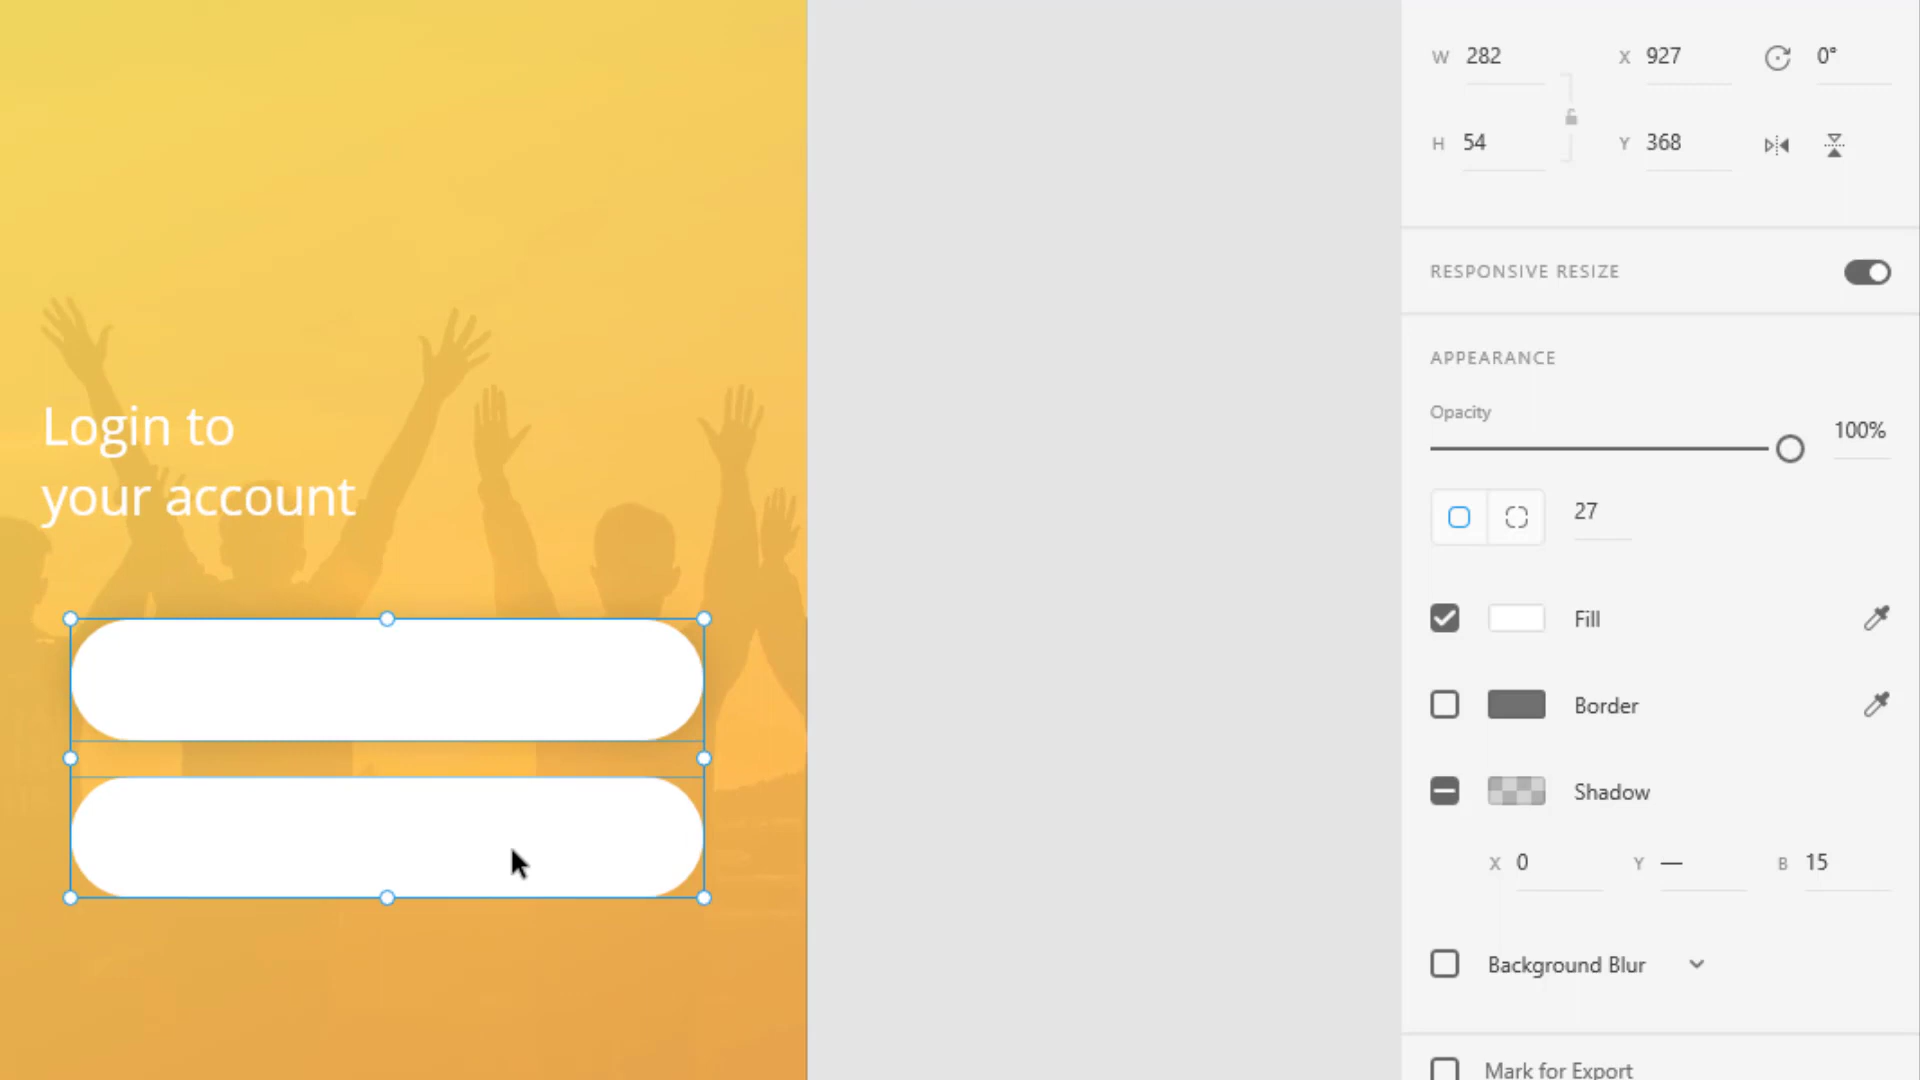 W 282 X 927 0°
H 54 Y 368
RESPONSIVE RESIZE
APPEARANCE
Opacity
100%
Login to
your account
27
Fill
Border
Shadow
X 0 Y — B 15
Background Blur
Mark for Export